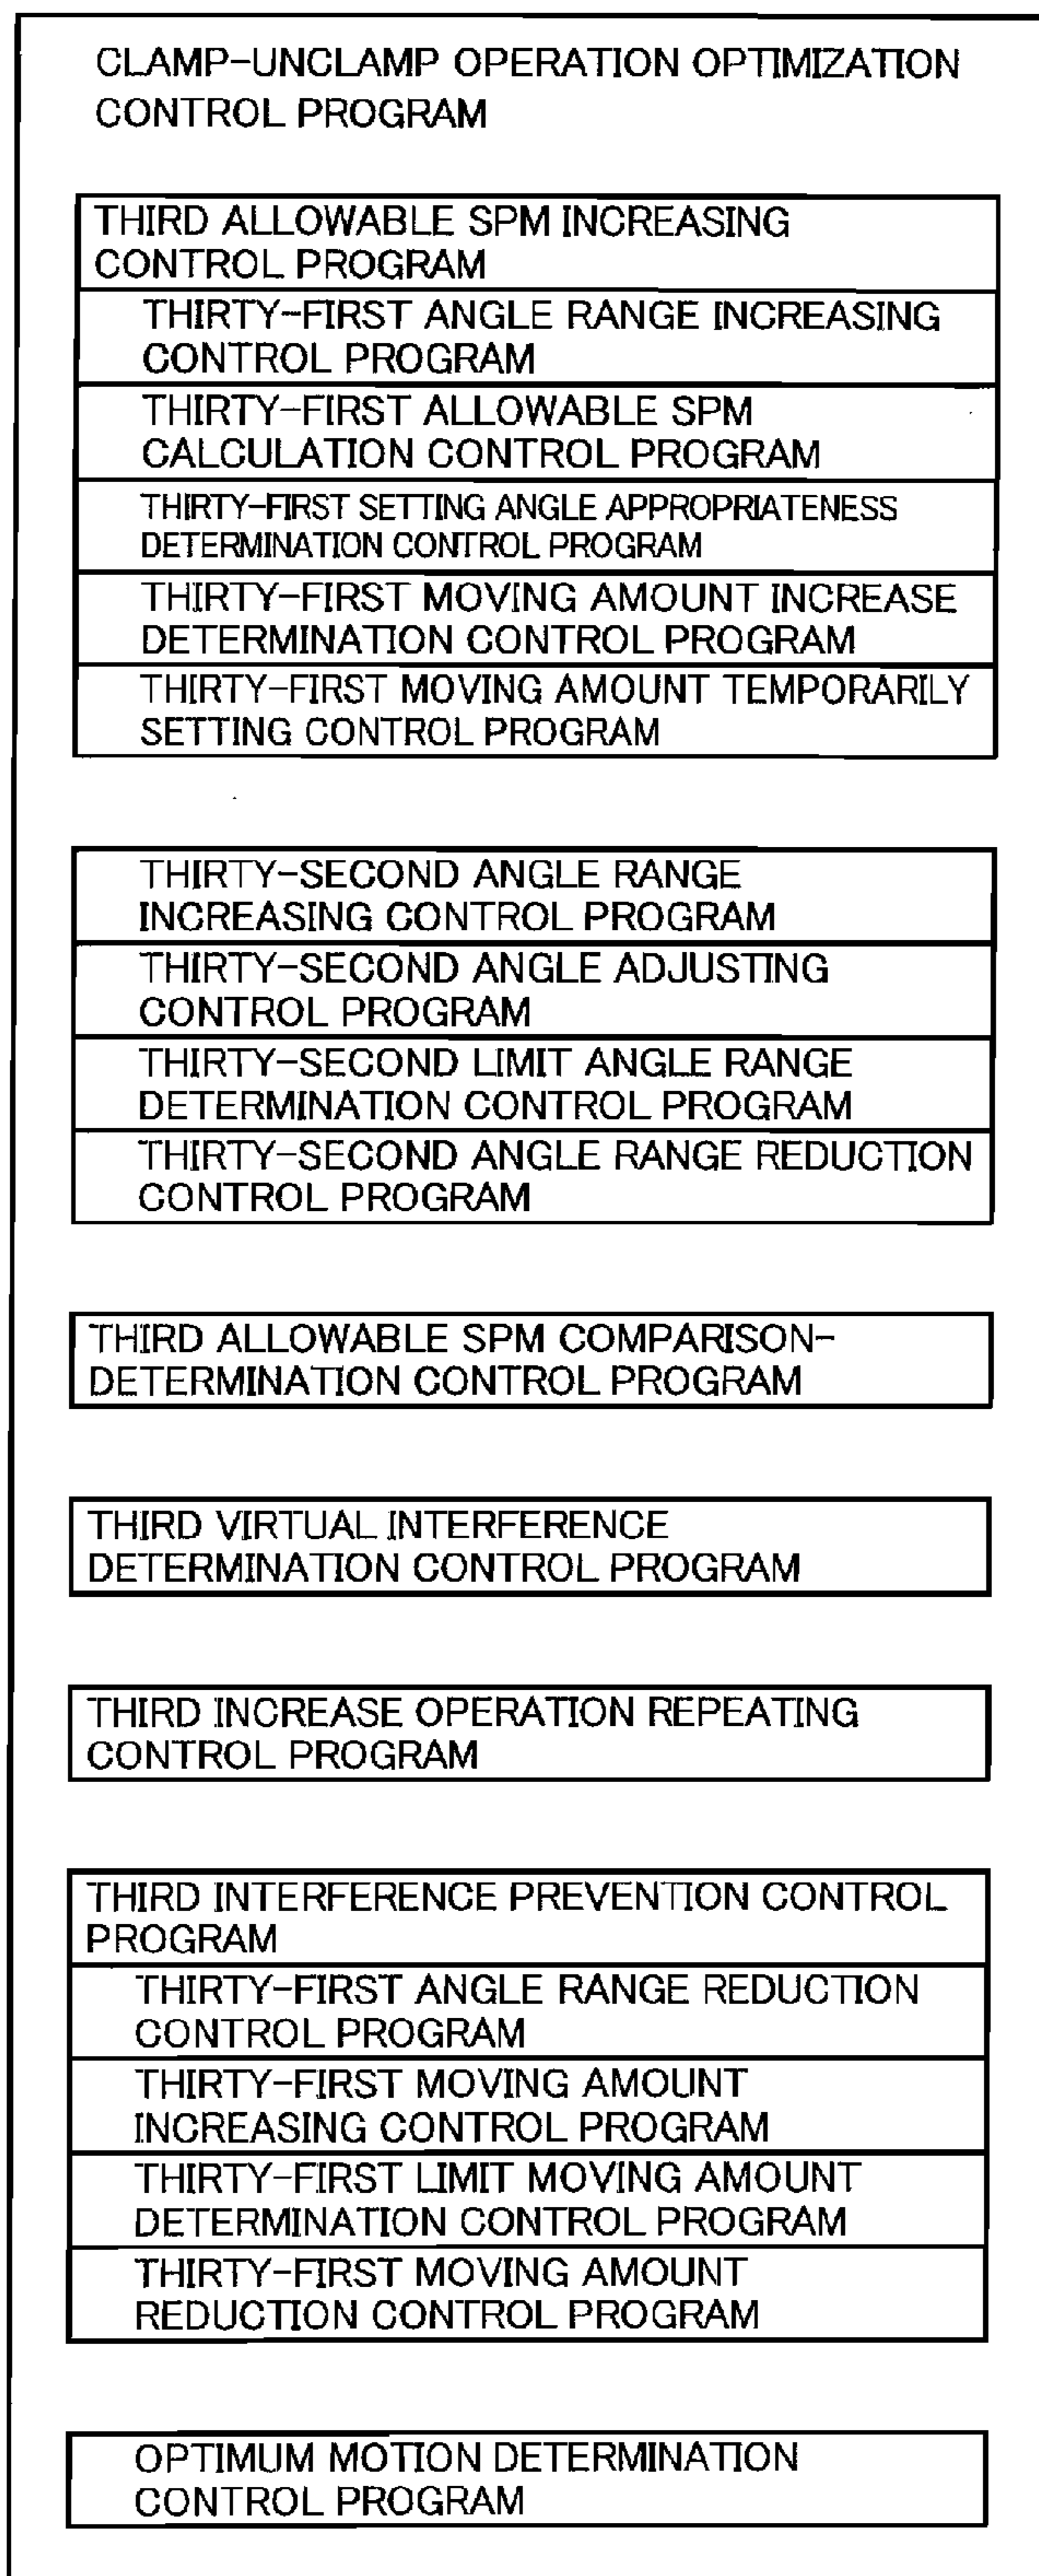 CLAMP-UNCLAMP OPERATION OPTIMIZATION
CONTROL PROGRAM
THIRD ALLOWABLE SPM INCREASING
CONTROL PROGRAM
THIRTY-FIRST ANGLE RANGE INCREASING
CONTROL PROGRAM
THIRTY-FIRST ALLOWABLE SPM
CALCULATION CONTROL PROGRAM
THIRTY-FIRST SETTING ANGLE APPROPRIATENESS
DETERMINATION CONTROL PROGRAM
THIRTY-FIRST MOVING AMOUNT INCREASE
DETERMINATION CONTROL PROGRAM
THIRTY-FIRST MOVING AMOUNT TEMPORARILY
SETTING CONTROL PROGRAM
THIRTY-SECOND ANGLE RANGE
INCREASING CONTROL PROGRAM
THIRTY-SECOND ANGLE ADJUSTING
CONTROL PROGRAM
THIRTY-SECOND LIMIT ANGLE RANGE
DETERMINATION CONTROL PROGRAM
THIRTY-SECOND ANGLE RANGE REDUCTION
CONTROL PROGRAM
THIRD ALLOWABLE SPM COMPARISON-
DETERMINATION CONTROL PROGRAM
THIRD VIRTUAL INTERFERENCE
DETERMINATION CONTROL PROGRAM
THIRD INCREASE OPERATION REPEATING
CONTROL PROGRAM
THIRD INTERFERENCE PREVENTION CONTROL
PROGRAM
THIRTY-FIRST ANGLE RANGE REDUCTION
CONTROL PROGRAM
THIRTY-FIRST MOVING AMOUNT
INCREASING CONTROL PROGRAM
THIRTY-FIRST LIMIT MOVING AMOUNT
DETERMINATION CONTROL PROGRAM
THIRTY-FIRST MOVING AMOUNT
REDUCTION CONTROL PROGRAM
OPTIMUM MOTION DETERMINATION
CONTROL PROGRAM